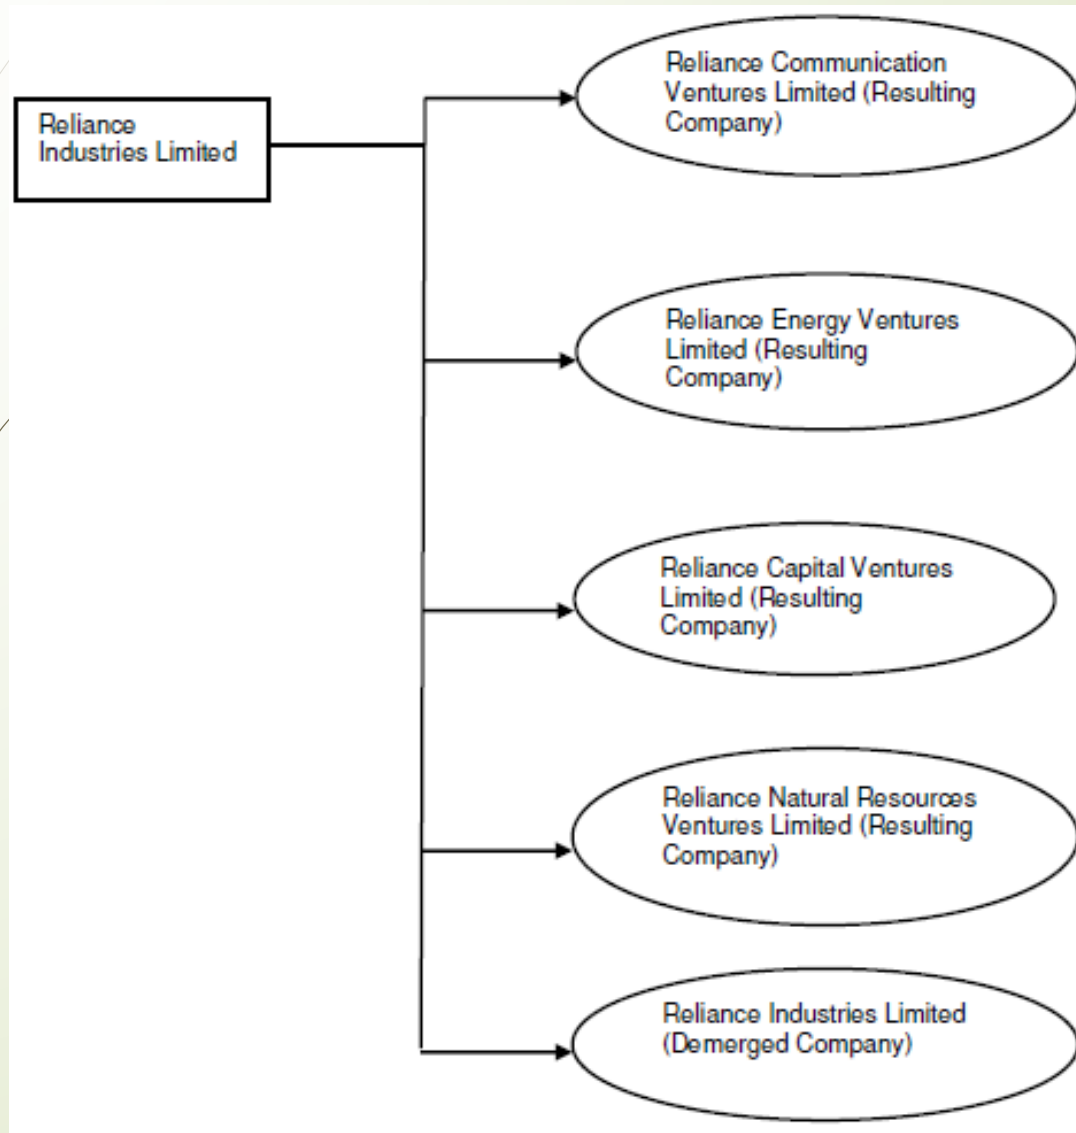 Reliance
Industries Limited
Reliance Communication
Ventures Limited (Resulting
Company)
Reliance Energy Ventures
Limited (Resulting
Company)
Reliance Capital Ventures
Limited (Resulting
Company)
Reliance Natural Resources
Ventures Limited (Resulting
Company)
Reliance Industries Limited
(Demerged Company)